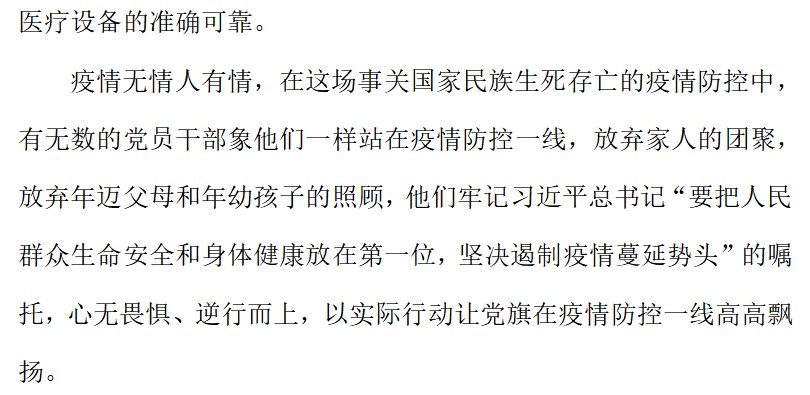 医疗设备的准确可靠。
疫情无情人有情，在这场事关国家民族生死存亡的疫情防控中，
有无数的党员干部象他们一样站在疫情防控一线，放弃家人的团聚，
放弃年迈父母和年幼孩子的照顾，他们牢记习近平总书记“要把人民
群众生命安全和身体健康放在第一位，坚决遏制疫情蔓延势头”的嘱
托，心无畏惧、逆行而上，以实际行动让党旗在疫情防控一线高高飘
扬。